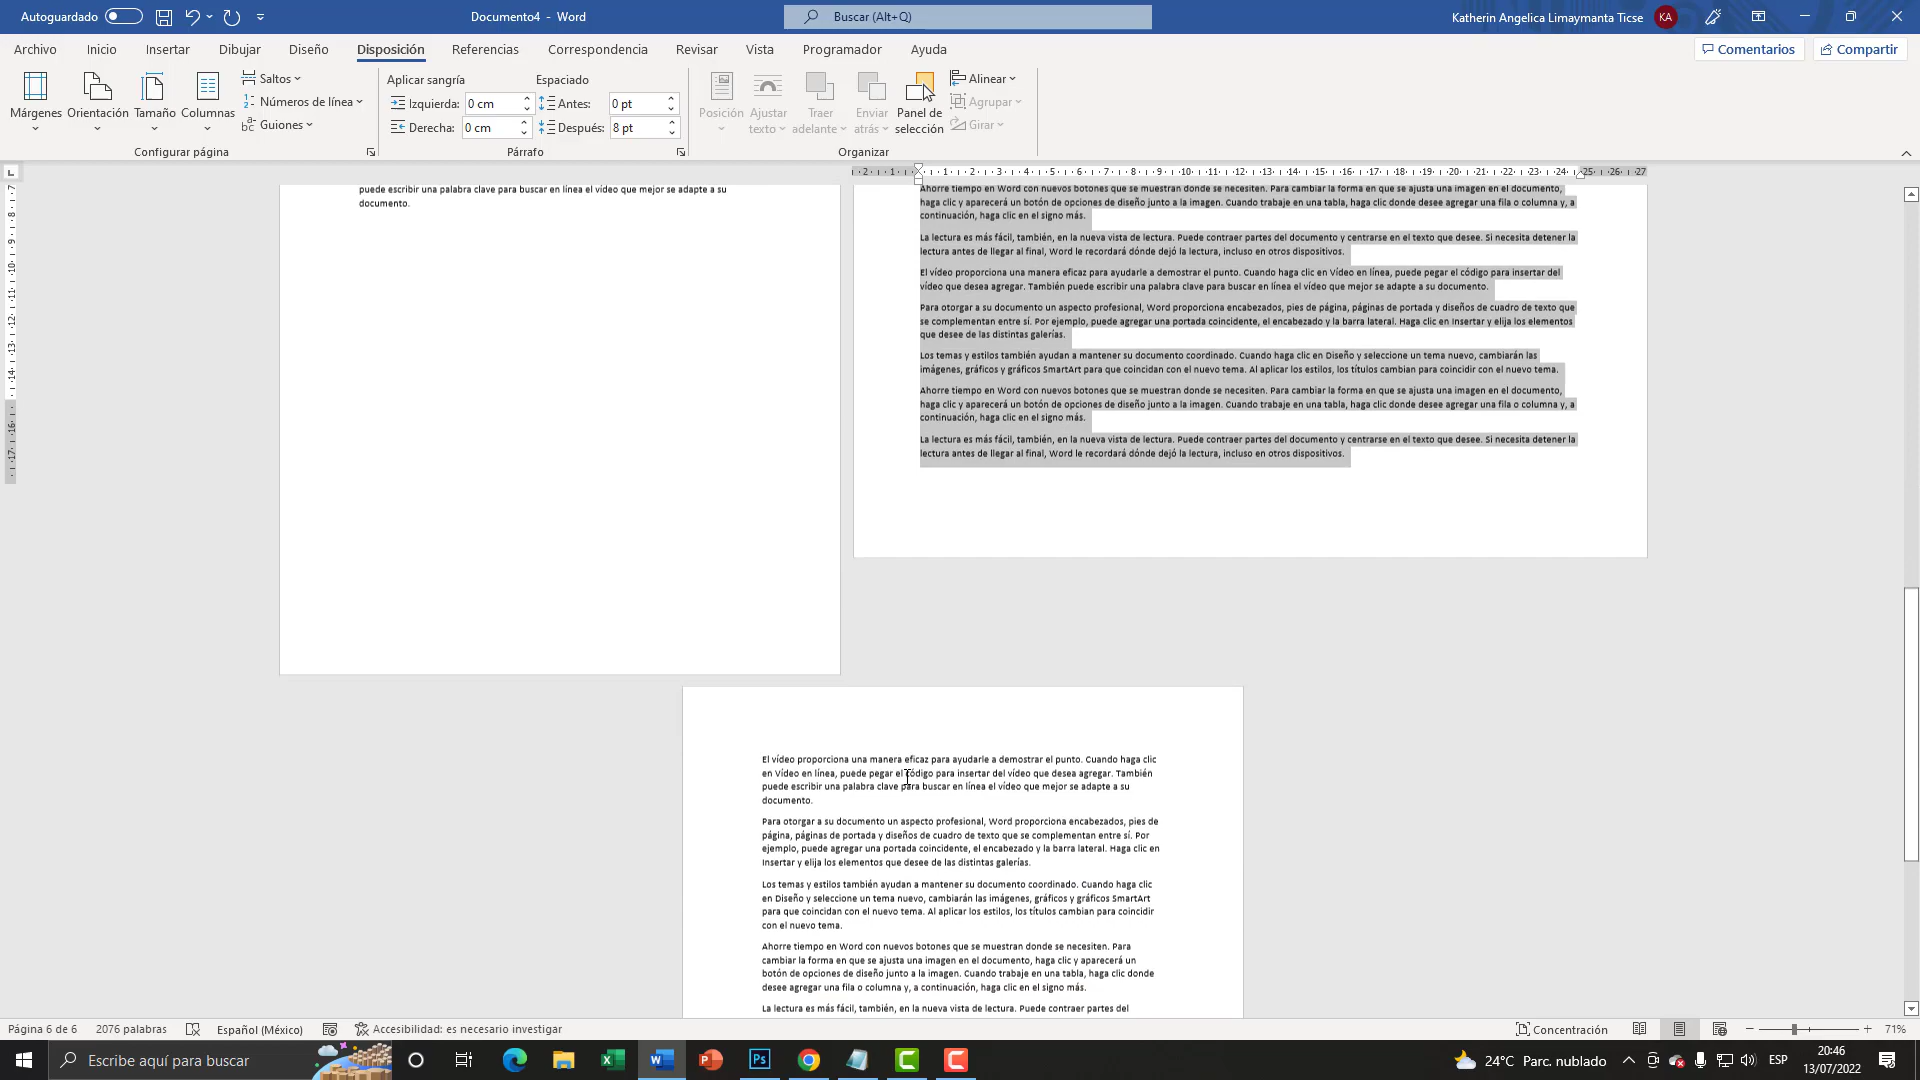 Autoguardado
Documento4 - Word
Buscar (Alt+Q)
Katherin Angelica Limaymanta Ticse
KA
Archivo
Inicio
Insertar
Dibujar
Diseño
Disposición
Referencias
Correspondencia
Revisar
Vista
Programador
Ayuda
Comentarios
Compartir
Márgenes
Orientación
Tamaño
Columnas
Saltos
Números de línea
Guiones
Configurar página
Aplicar sangría
Izquierda: 0 cm
Derecha: 0 cm
Espaciado
Antes: 0 pt
Después: 8 pt
Párrafo
Posición
Ajustar
texto
Traer
adelante
Enviar
atrás
Panel de
selección
Alinear
Agrupar
Girar
Organizar
puede escribir una palabra clave para buscar en línea el vídeo que mejor se adapte a su
documento.
Ahorre tiempo en Word con nuevos botones que se muestran donde se necesiten. Para cambiar la forma en que se ajusta una imagen en el documento,
haga clic y aparecerá un botón de opciones de diseño junto a la imagen. Cuando trabaje en una tabla, haga clic donde desee agregar una fila o columna y, a
continuación, haga clic en el signo más.
La lectura es más fácil, también, en la nueva vista de lectura. Puede contraer partes del documento y centrarse en el texto que desee. Si necesita detener la
lectura antes de llegar al final, Word le recordará dónde dejó la lectura, incluso en otros dispositivos.
El vídeo proporciona una manera eficaz para ayudarle a demostrar el punto. Cuando haga clic en Vídeo en línea, puede pegar el código para insertar del
vídeo que desea agregar. También puede escribir una palabra clave para buscar en línea el vídeo que mejor se adapte a su documento.
Para otorgar a su documento un aspecto profesional, Word proporciona encabezados, pies de página, páginas de portada y diseños de cuadro de texto que
se complementan entre sí. Por ejemplo, puede agregar una portada coincidente, el encabezado y la barra lateral. Haga clic en Insertar y elija los elementos
que desee de las distintas galerías.
Los temas y estilos también ayudan a mantener su documento coordinado. Cuando haga clic en Diseño y seleccione un tema nuevo, cambiarán las
imágenes, gráficos y gráficos SmartArt para que coincidan con el nuevo tema. Al aplicar los estilos, los títulos cambian para coincidir con el nuevo tema.
Ahorre tiempo en Word con nuevos botones que se muestran donde se necesiten. Para cambiar la forma en que se ajusta una imagen en el documento,
haga clic y aparecerá un botón de opciones de diseño junto a la imagen. Cuando trabaje en una tabla, haga clic donde desee agregar una fila o columna y, a
continuación, haga clic en el signo más.
La lectura es más fácil, también, en la nueva vista de lectura. Puede contraer partes del documento y centrarse en el texto que desee. Si necesita detener la
lectura antes de llegar al final, Word le recordará dónde dejó la lectura, incluso en otros dispositivos.
El vídeo proporciona una manera eficaz para ayudarle a demostrar el punto. Cuando haga clic
en Vídeo en línea, puede pegar el código para insertar del vídeo que desea agregar. También
puede escribir una palabra clave para buscar en línea el vídeo que mejor se adapte a su
documento.
Para otorgar a su documento un aspecto profesional, Word proporciona encabezados, pies de
página, páginas de portada y diseños de cuadro de texto que se complementan entre sí. Por
ejemplo, puede agregar una portada coincidente, el encabezado y la barra lateral. Haga clic en
Insertar y elija los elementos que desee de las distintas galerías.
Los temas y estilos también ayudan a mantener su documento coordinado. Cuando haga clic
en Diseño y seleccione un tema nuevo, cambiarán las imágenes, gráficos y gráficos SmartArt
para que coincidan con el nuevo tema. Al aplicar los estilos, los títulos cambian para coincidir
con el nuevo tema.
Ahorre tiempo en Word con nuevos botones que se muestran donde se necesiten. Para
cambiar la forma en que se ajusta una imagen en el documento, haga clic y aparecerá un
botón de opciones de diseño junto a la imagen. Cuando trabaje en una tabla, haga clic donde
desee agregar una fila o columna y, a continuación, haga clic en el signo más.
La lectura es más fácil, también, en la nueva vista de lectura. Puede contraer partes del
Página 6 de 6
2076 palabras
Español (México)
Accesibilidad: es necesario investigar
Concentración
71%
Escribe aquí para buscar
24°C Parc. nublado
ESP
20:46
13/07/2022